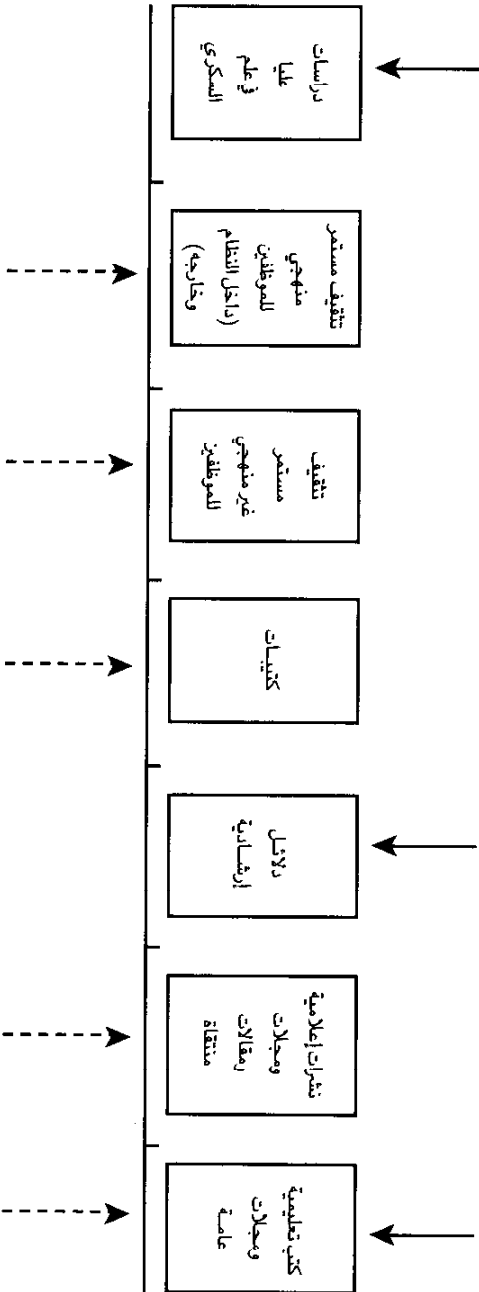 دراسات
عليا
في علم
السكري
تثقيف مستمر
منهجي
للموظفين
(داخل النظام
وخارجه)
تثقيف
مستمر
غير منهجي
للموظفين
كتيبات
دلائل
إرشادية
نشرات إعلامية
ومجلات
ومقالات
منتقاة
كتب تعليمية
ومجلات
عامة